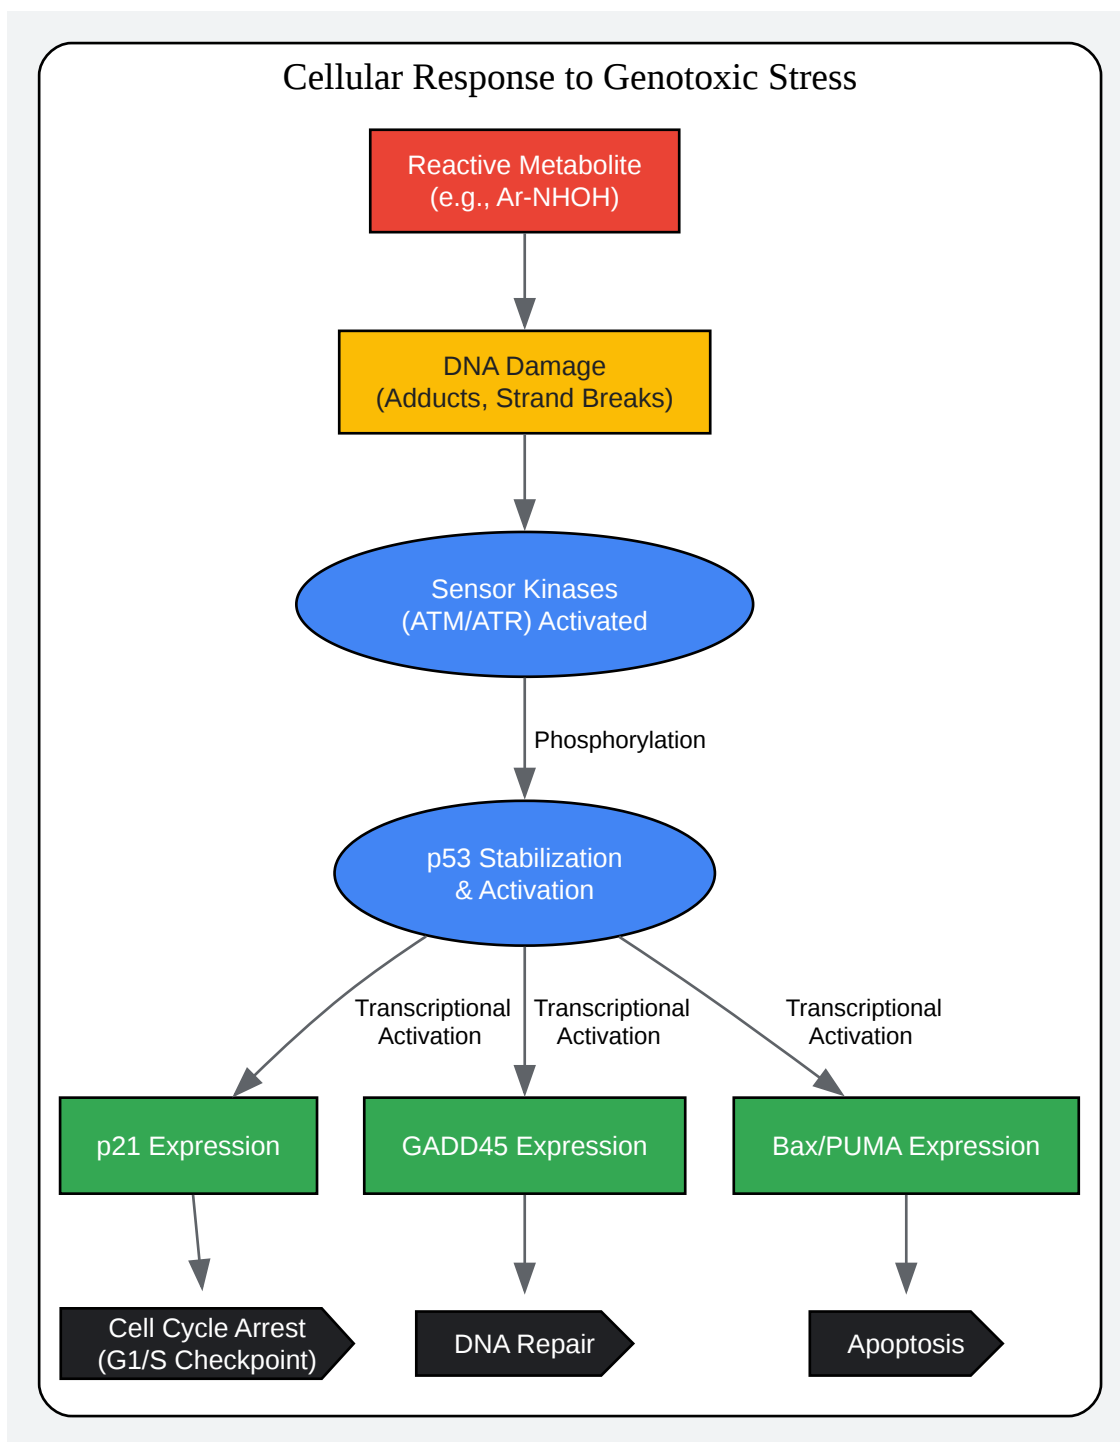 Cellular Response to Genotoxic Stress
Reactive Metabolite
(e.g., Ar-NHOH)
DNA Damage
(Adducts, Strand Breaks)
Sensor Kinases
(ATM/ATR) Activated
Phosphorylation
p53 Stabilization
& Activation
Transcriptional
Activation
Transcriptional
Activation
Transcriptional
Activation
p21 Expression
GADD45 Expression
Bax/PUMA Expression
Cell Cycle Arrest
(G1/S Checkpoint)
DNA Repair
Apoptosis